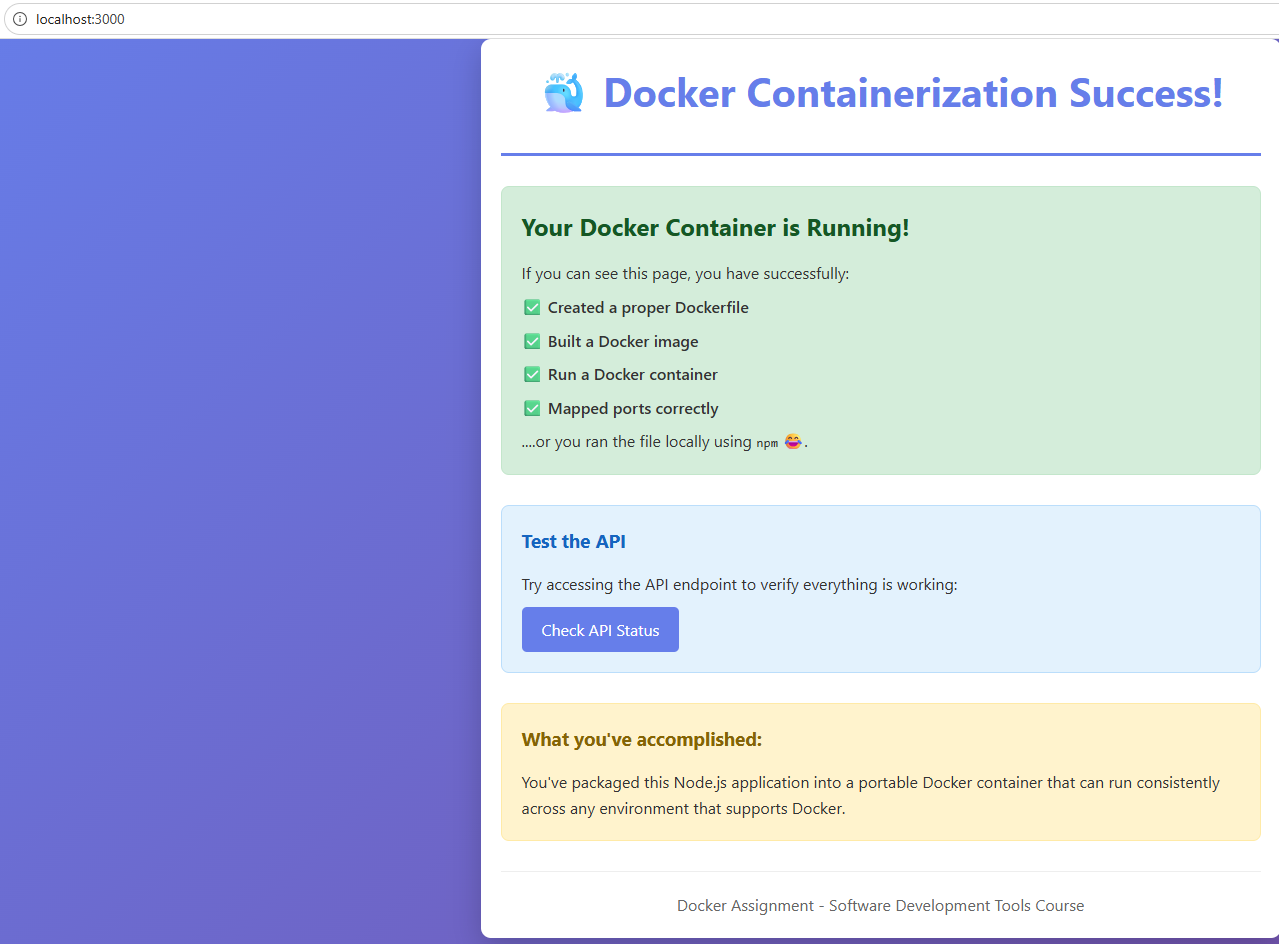 localhost:3000
🐳 Docker Containerization Success!
Your Docker Container is Running!
If you can see this page, you have successfully:
✅ Created a proper Dockerfile
✅ Built a Docker image
✅ Run a Docker container
✅ Mapped ports correctly
....or you ran the file locally using npm 😂.
Test the API
Try accessing the API endpoint to verify everything is working:
Check API Status
What you've accomplished:
You've packaged this Node.js application into a portable Docker container that can run consistently
across any environment that supports Docker.
Docker Assignment - Software Development Tools Course